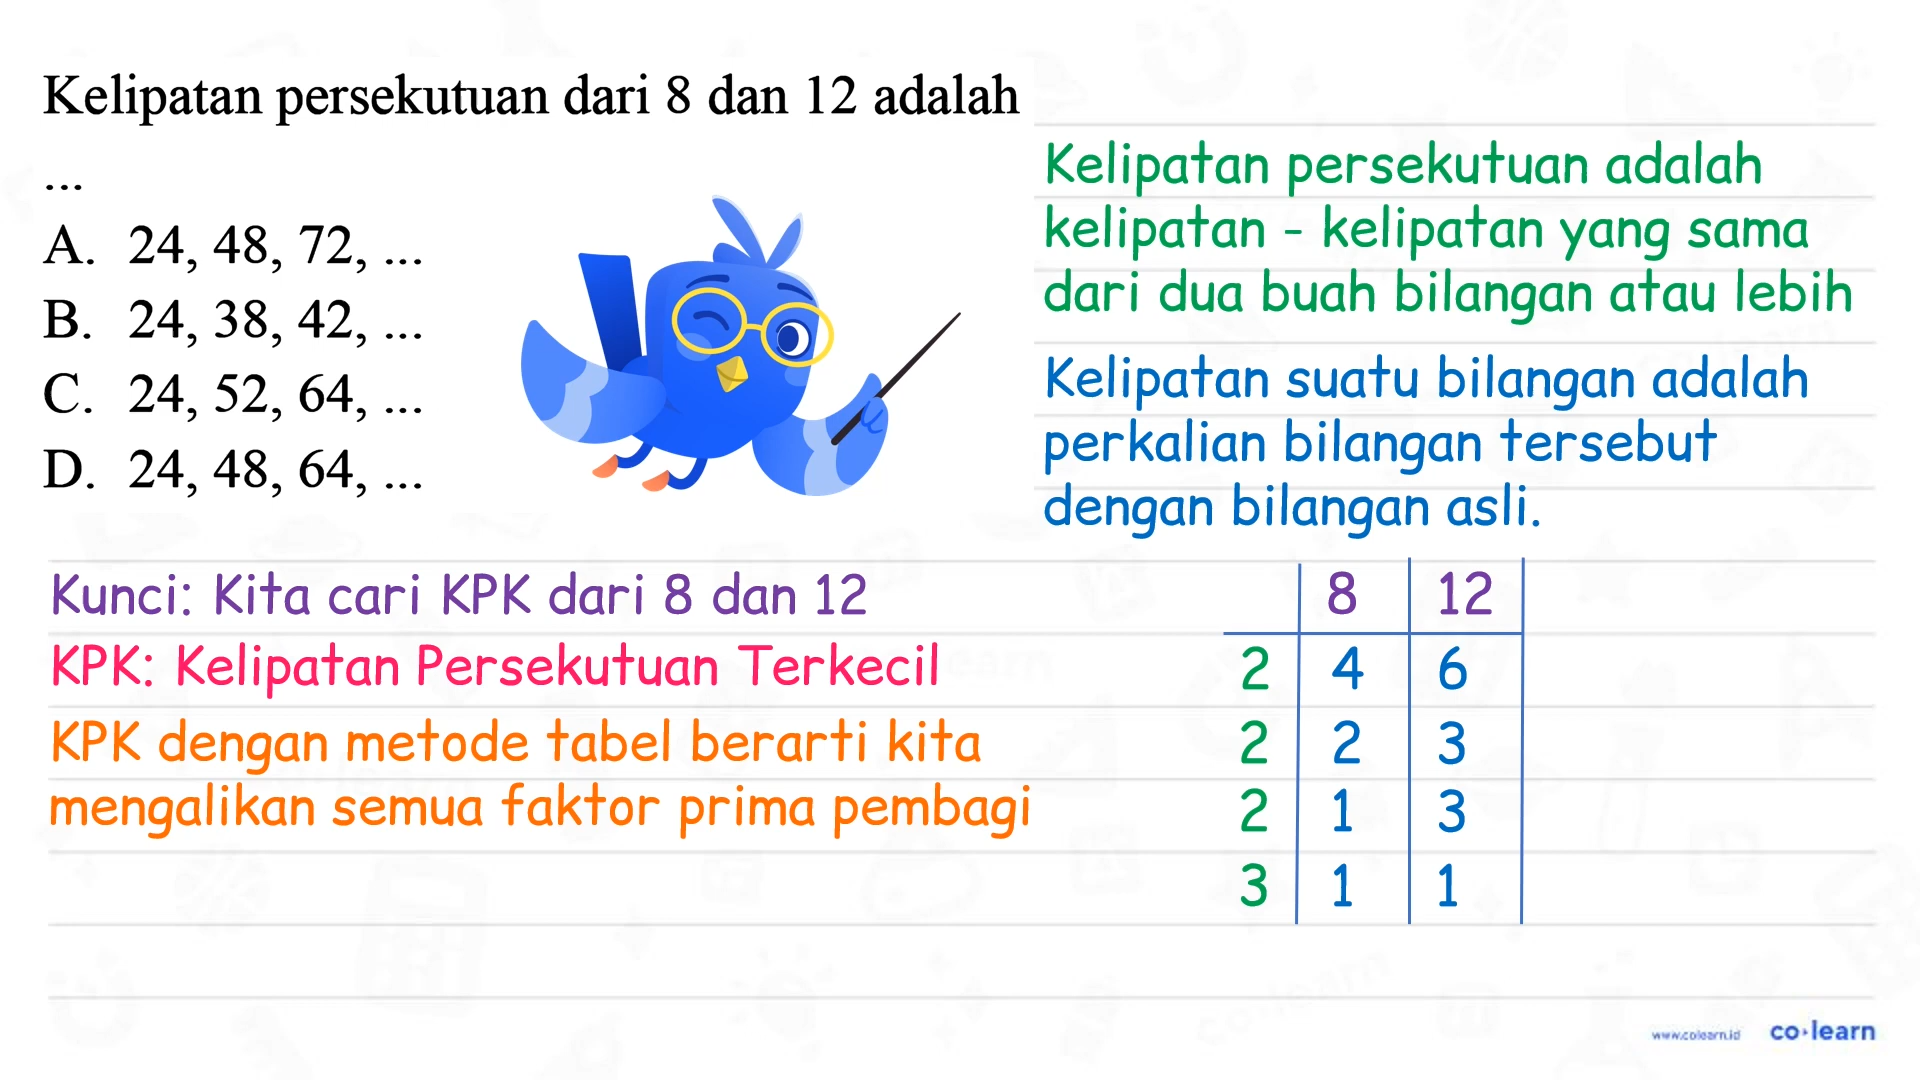 Kelipatan persekutuan dari 8 dan 12 adalah
...
A. 24, 48, 72, ...
B. 24, 38, 42, ...
C. 24, 52, 64, ...
D. 24, 48, 64, ...
Kelipatan persekutuan adalah
kelipatan - kelipatan yang sama
dari dua buah bilangan atau lebih
Kelipatan suatu bilangan adalah
perkalian bilangan tersebut
dengan bilangan asli.
Kunci: Kita cari KPK dari 8 dan 12
KPK: Kelipatan Persekutuan Terkecil
KPK dengan metode tabel berarti kita
mengalikan semua faktor prima pembagi
8 12
2 4 6
2 2 3
2 1 3
3 1 1
www.colearn.id co·learn